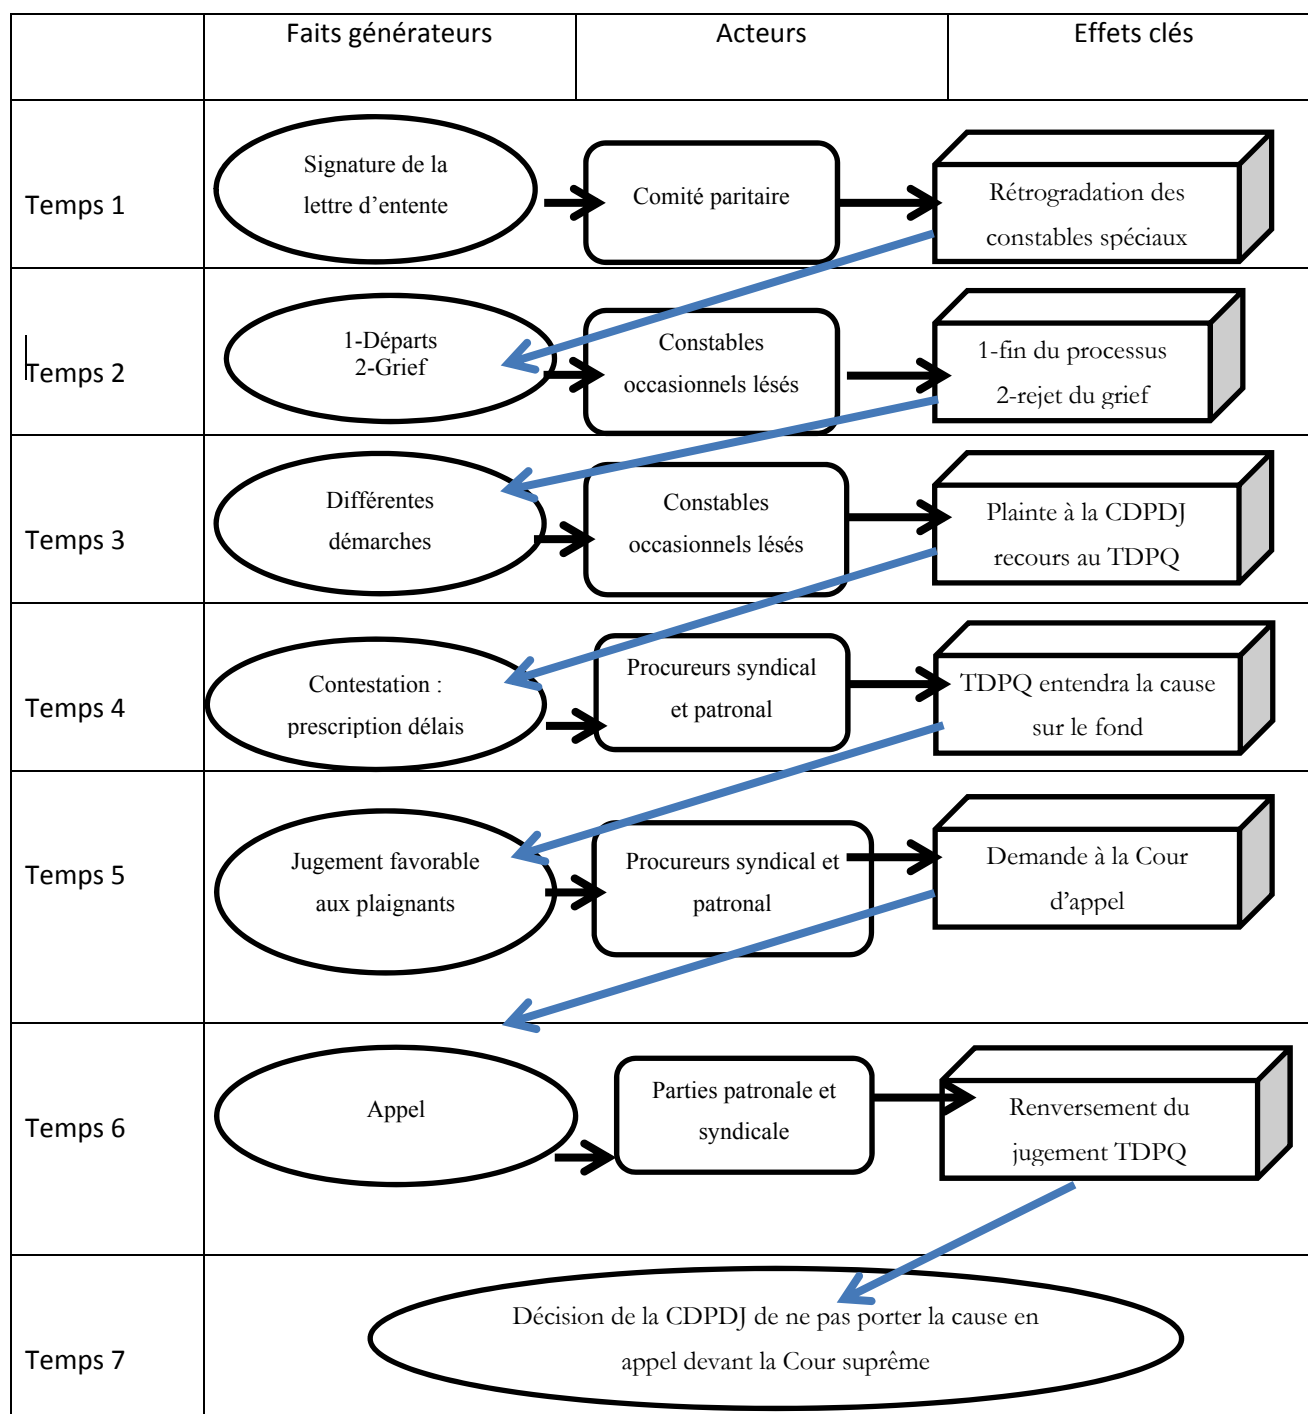 Faits générateurs
Acteurs
Effets clés
Temps 1
Signature de la
lettre d’entente
Comité paritaire
Rétrogradation des
constables spéciaux
Temps 2
1-Départs
2-Grief
Constables
occasionnels lésés
1-fin du processus
2-rejet du grief
Temps 3
Différentes
démarches
Constables
occasionnels lésés
Plainte à la CDPDJ
recours au TDPQ
Temps 4
Contestation :
prescription délais
Procureurs syndical
et patronal
TDPQ entendra la cause
sur le fond
Temps 5
Jugement favorable
aux plaignants
Procureurs syndical et
patronal
Demande à la Cour
d’appel
Temps 6
Appel
Parties patronale et
syndicale
Renversement du
jugement TDPQ
Temps 7
Décision de la CDPDJ de ne pas porter la cause en
appel devant la Cour suprême